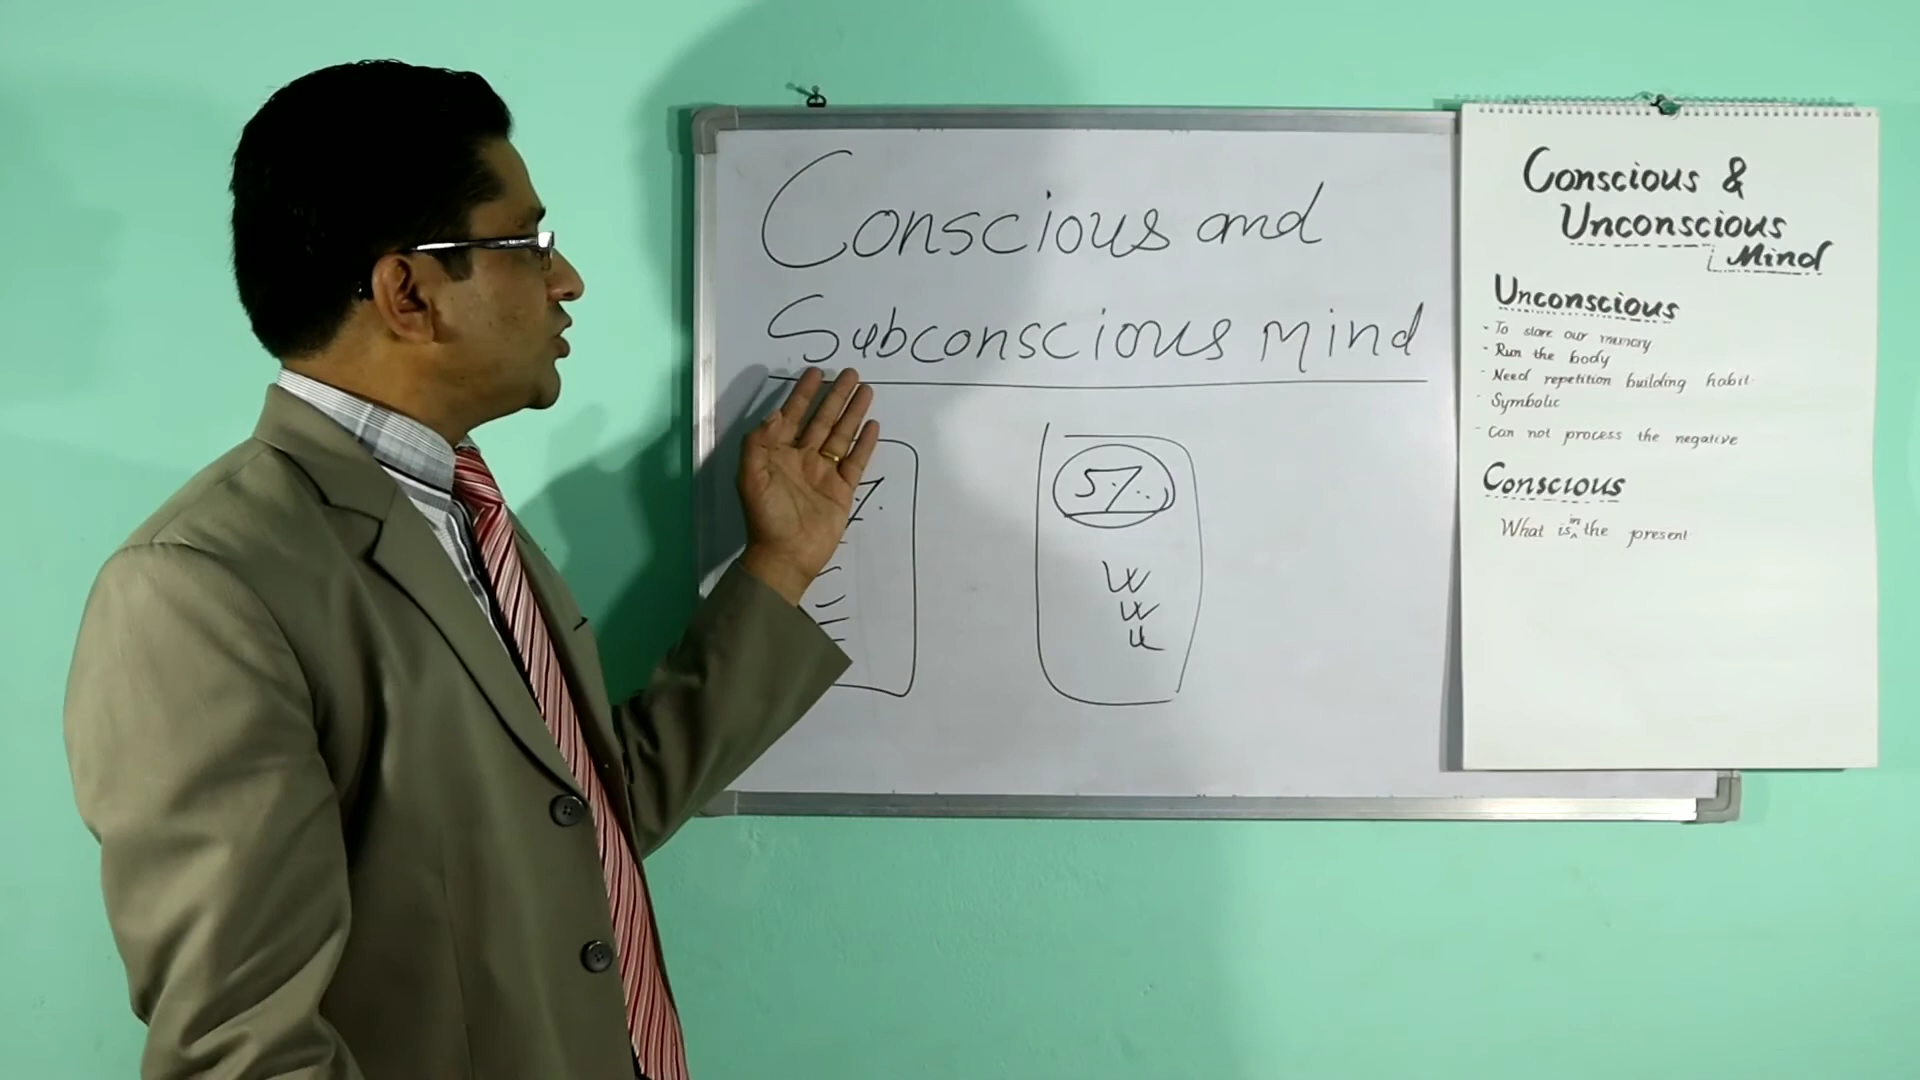 Conscious and
Subconscious Mind
%.
5%.
W
W
u
Conscious &
Unconscious
Mind
Unconscious
- To store our memory
- Run the body
- Need repetition building habit.
- Symbolic
- Can not process the negative
Conscious
What is in the present